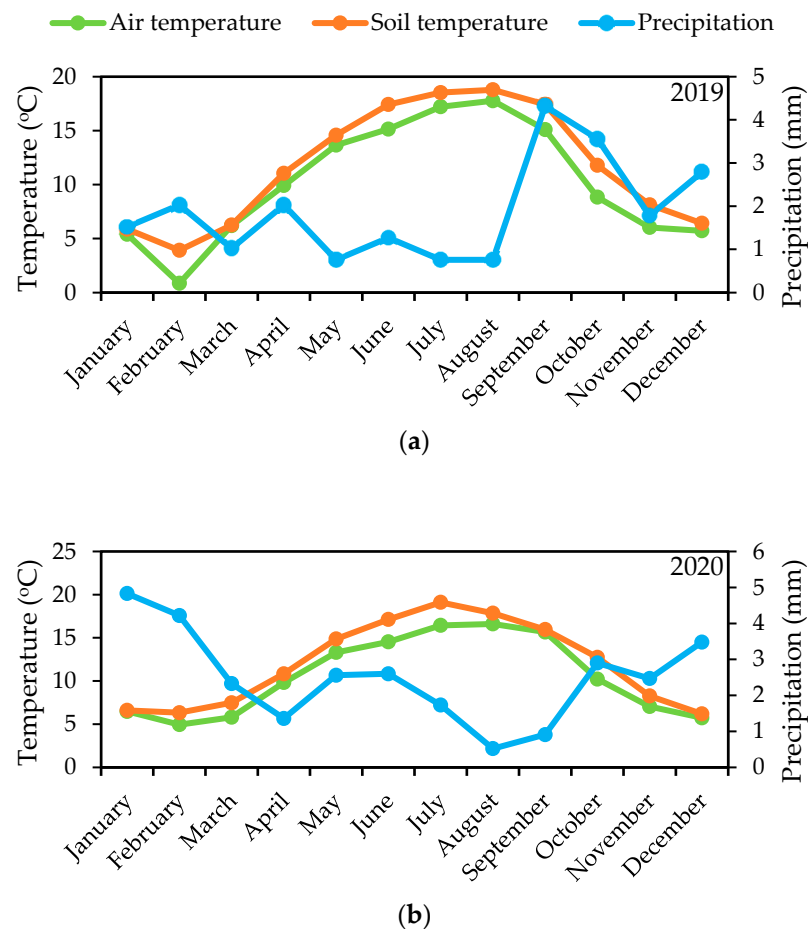 Air temperature Soil temperature Precipitation
2019
Temperature (°C)
20
15
10
5
0
Precipitation (mm)
5
4
3
2
1
0
January
February
March
April
May
June
July
August
September
October
November
December
(a)
2020
Temperature (°C)
25
20
15
10
5
0
Precipitation (mm)
6
5
4
3
2
1
0
January
February
March
April
May
June
July
August
September
October
November
December
(b)